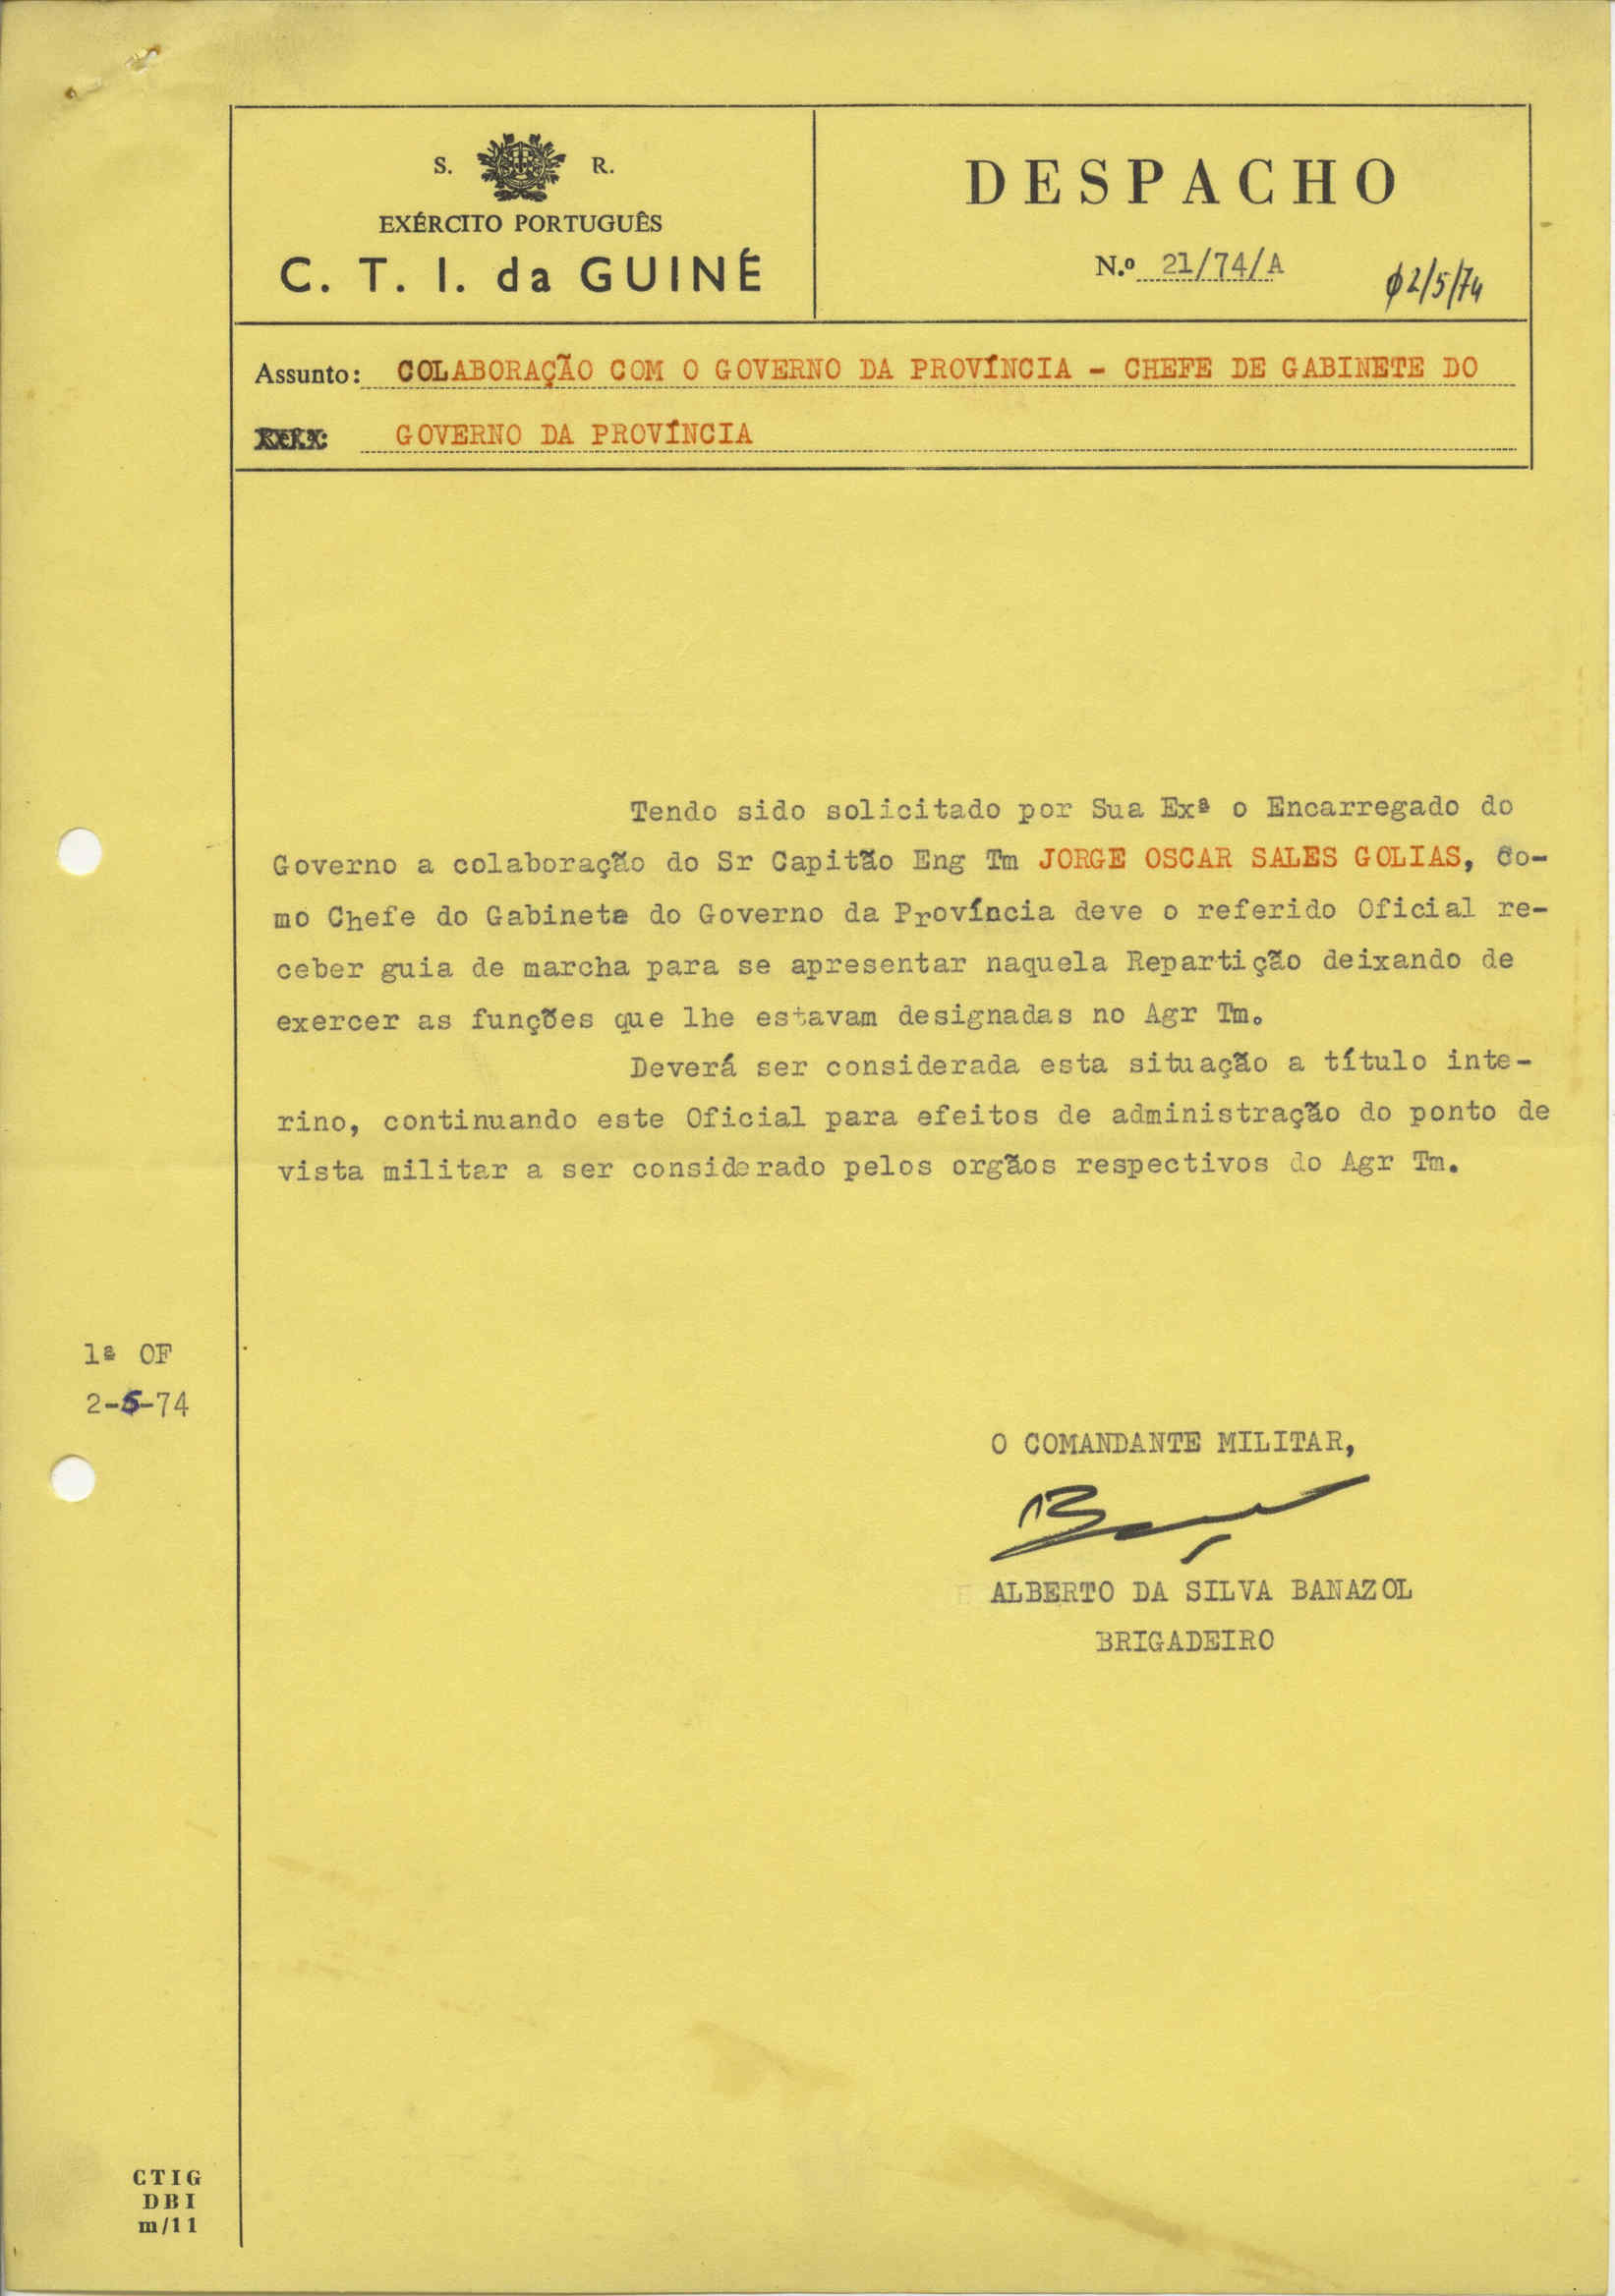 S. R.
EXÉRCITO PORTUGUÊS
C. T. I. da GUINÉ
DESPACHO
N.º 21/74/A
02/5/74
Assunto: COLABORAÇÃO COM O GOVERNO DA PROVÍNCIA - CHEFE DE GABINETE DO
GOVERNO DA PROVÍNCIA
Tendo sido solicitado por Sua Exª o Encarregado do
Governo a colaboração do Sr Capitão Eng Tm JORGE OSCAR SALES GOLIAS, co-
mo Chefe do Gabinete do Governo da Província deve o referido Oficial re-
ceber guia de marcha para se apresentar naquela Repartição deixando de
exercer as funções que lhe estavam designadas no Agr Tm.
Deverá ser considerada esta situação a título inte-
rino, continuando este Oficial para efeitos de administração do ponto de
vista militar a ser considerado pelos orgãos respectivos do Agr Tm.
1ª OF
2-5-74
O COMANDANTE MILITAR,
ALBERTO DA SILVA BANAZOL
BRIGADEIRO
CTIG
DBI
m/11